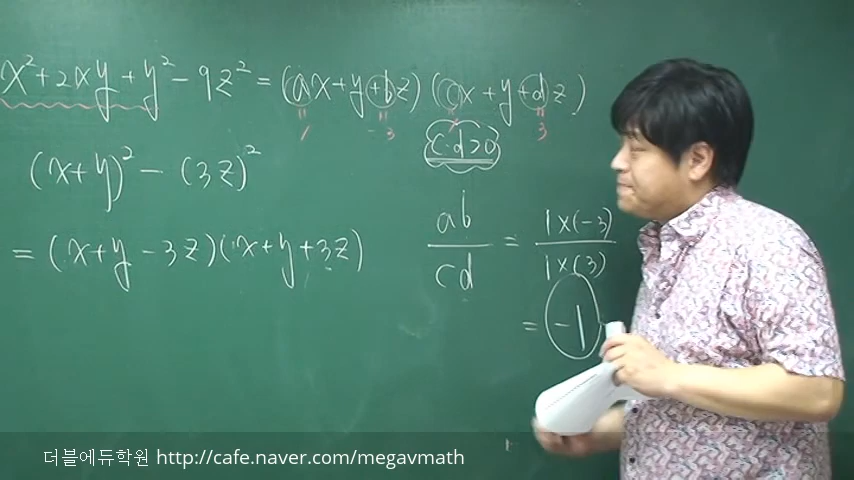 x²+2xy+y²-9z²=(ax+y+bz)(cx+y+dz)
1 -3 1 3
c·d>0
(x+y)²-(3z)²
=(x+y-3z)(x+y+3z)
ab/cd = 1×(-3)/1×(3)
= -1
더블에듀학원 http://cafe.naver.com/megavmath